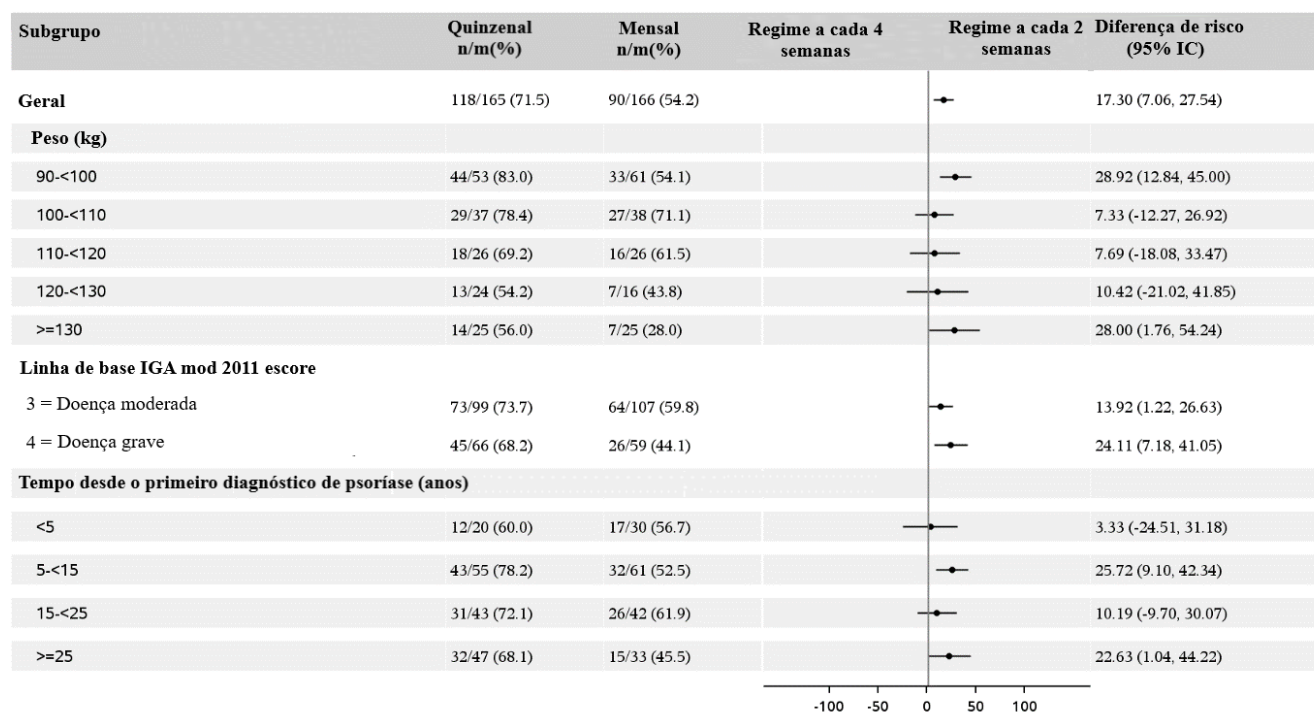 Subgrupo Quinzenal Mensal Regime a cada 4 Regime a cada 2 Diferença de risco
n/m(%) n/m(%) semanas semanas (95% IC)
Geral 118/165 (71.5) 90/166 (54.2) 17.30 (7.06, 27.54)
Peso (kg)
90-<100 44/53 (83.0) 33/61 (54.1) 28.92 (12.84, 45.00)
100-<110 29/37 (78.4) 27/38 (71.1) 7.33 (-12.27, 26.92)
110-<120 18/26 (69.2) 16/26 (61.5) 7.69 (-18.08, 33.47)
120-<130 13/24 (54.2) 7/16 (43.8) 10.42 (-21.02, 41.85)
>=130 14/25 (56.0) 7/25 (28.0) 28.00 (1.76, 54.24)
Linha de base IGA mod 2011 escore
3 = Doença moderada 73/99 (73.7) 64/107 (59.8) 13.92 (1.22, 26.63)
4 = Doença grave 45/66 (68.2) 26/59 (44.1) 24.11 (7.18, 41.05)
Tempo desde o primeiro diagnóstico de psoríase (anos)
<5 12/20 (60.0) 17/30 (56.7) 3.33 (-24.51, 31.18)
5-<15 43/55 (78.2) 32/61 (52.5) 25.72 (9.10, 42.34)
15-<25 31/43 (72.1) 26/42 (61.9) 10.19 (-9.70, 30.07)
>=25 32/47 (68.1) 15/33 (45.5) 22.63 (1.04, 44.22)
-100 -50 0 50 100